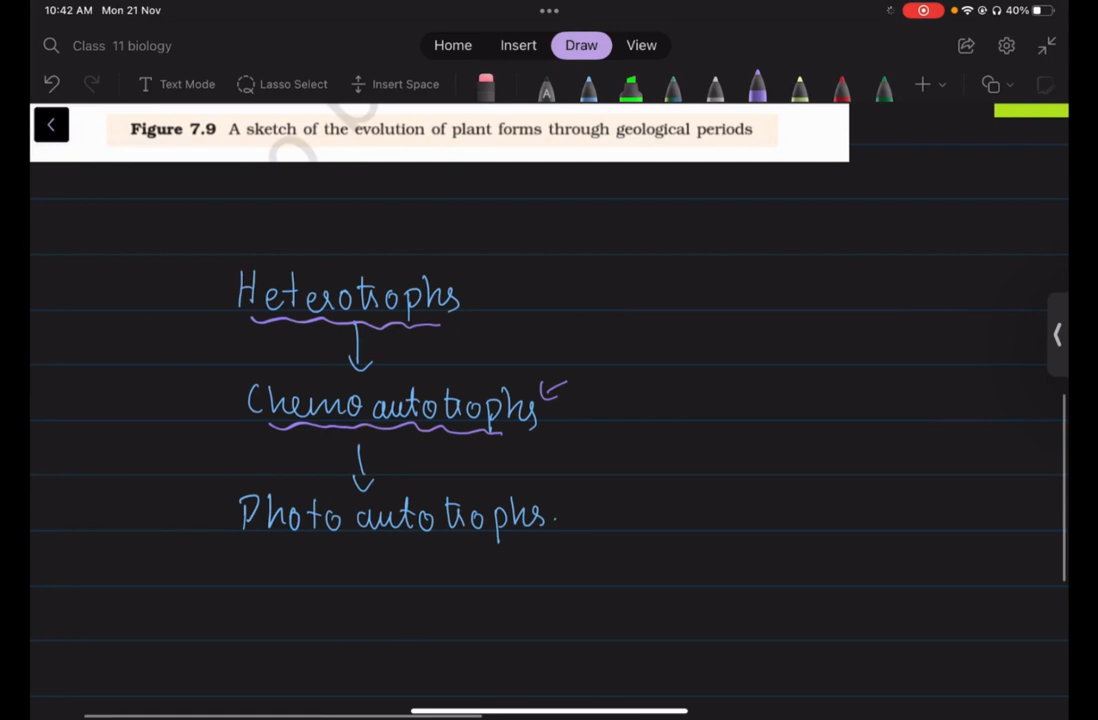 10:42 AM Mon 21 Nov
40%
Class 11 biology
Home Insert Draw View
Text Mode Lasso Select Insert Space
A
Figure 7.9 A sketch of the evolution of plant forms through geological periods
Heterotrophs
Chemo autotrophs
Photo autotrophs.